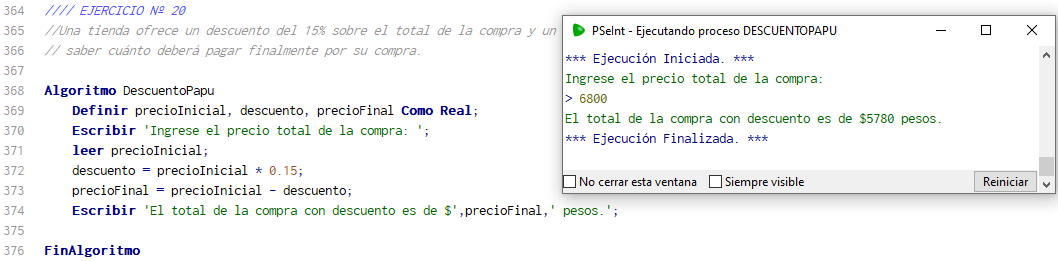 364 //// EJERCICIO Nº 20
365 //Una tienda ofrece un descuento del 15% sobre el total de la compra y un
366 // saber cuánto deberá pagar finalmente por su compra.
367
368 Algoritmo DescuentoPapu
369 Definir precioInicial, descuento, precioFinal Como Real;
370 Escribir 'Ingrese el precio total de la compra: ';
371 leer precioInicial;
372 descuento = precioInicial * 0.15;
373 precioFinal = precioInicial - descuento;
374 Escribir 'El total de la compra con descuento es de $',precioFinal,' pesos.';
375
376 FinAlgoritmo
PSeInt - Ejecutando proceso DESCUENTOPAPU
*** Ejecución Iniciada. ***
Ingrese el precio total de la compra:
> 6800
El total de la compra con descuento es de $5780 pesos.
*** Ejecución Finalizada. ***
No cerrar esta ventana Siempre visible Reiniciar